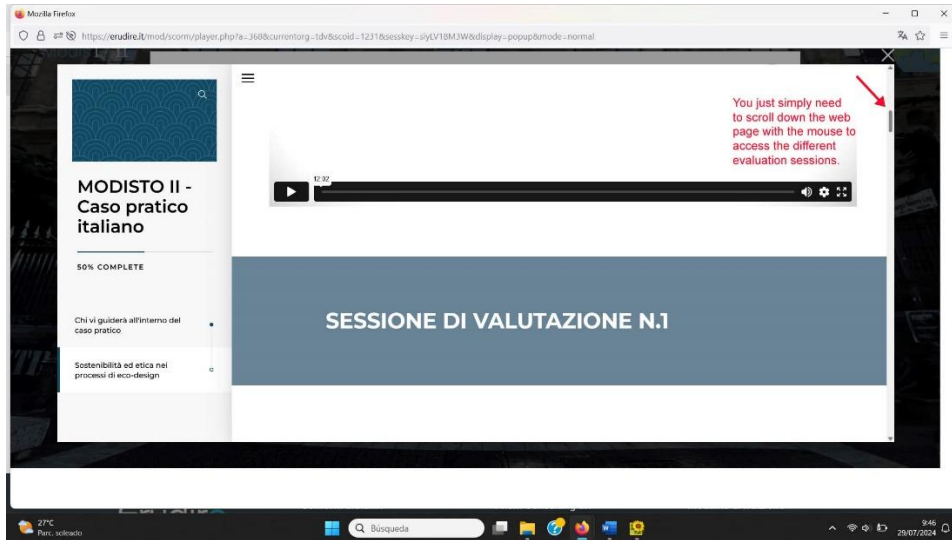 Mozilla Firefox
https://erudire.it/mod/scorm/player.php?a=368&currentorg=tdv&scoid=1231&sesskey=siyLV18M3W&display=popup&mode=normal
You just simply need
to scroll down the web
page with the mouse to
access the different
evaluation sessions.
12:02
MODISTO II -
Caso pratico
italiano
50% COMPLETE
Chi vi guiderà all'interno del
caso pratico
Sostenibilità ed etica nei
processi di eco-design
SESSIONE DI VALUTAZIONE N.1
27°C
Parc. soleado
Búsqueda
9:46
29/07/2024